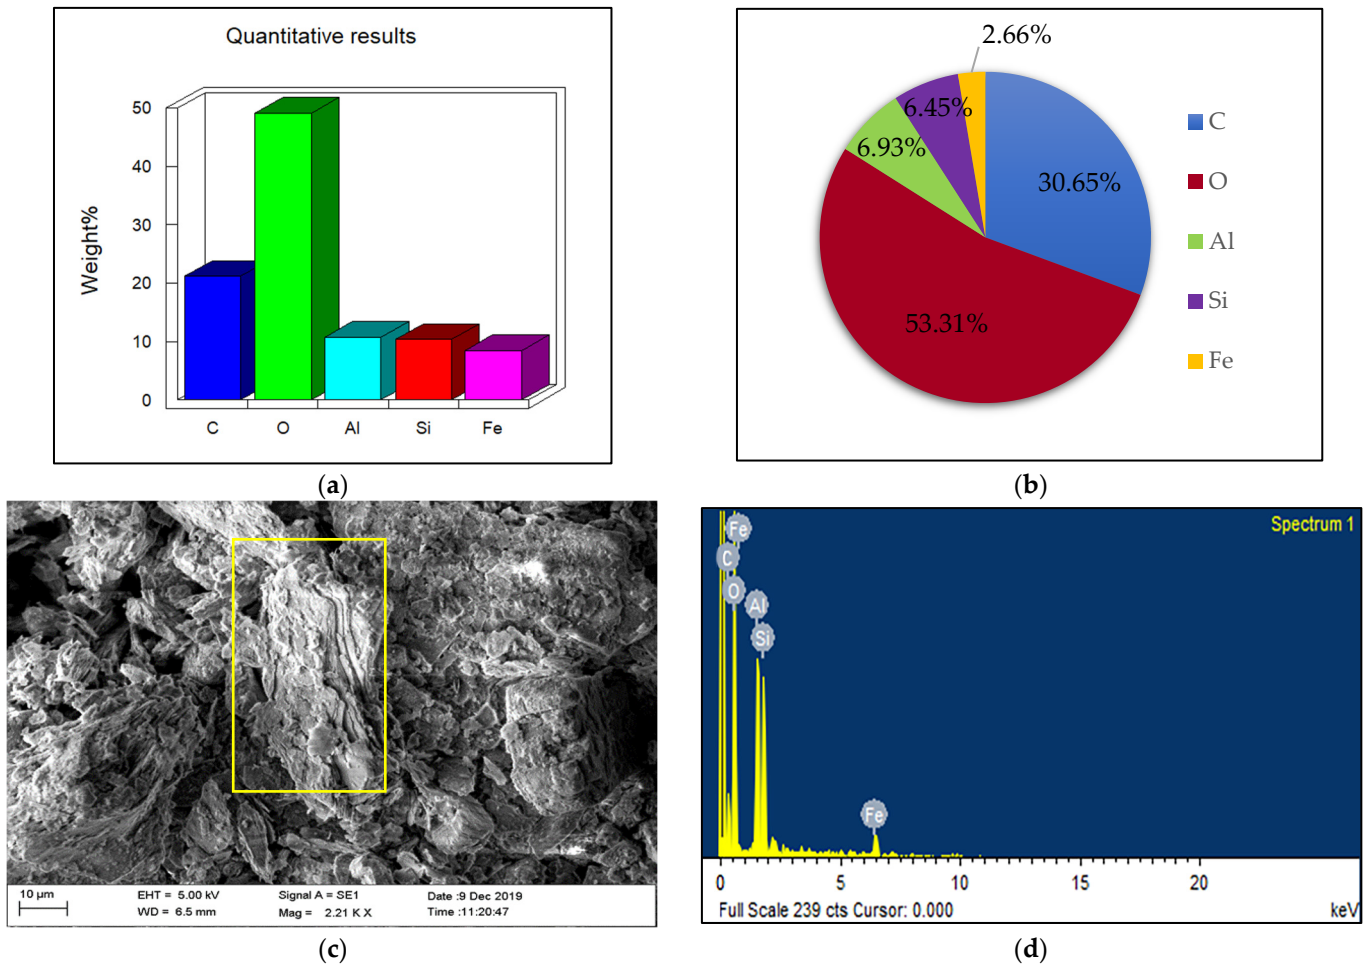 Quantitative results
Weight%
50
40
30
20
10
0
C O Al Si Fe
(a)
2.66%
6.45%
6.93%
30.65%
53.31%
C
O
Al
Si
Fe
(b)
10 µm
EHT = 5.00 kV Signal A = SE1 Date :9 Dec 2019
WD = 6.5 mm Mag = 2.21 K X Time :11:20:47
(c)
Spectrum 1
Fe
C
O
Al
Si
Fe
0 5 10 15 20
Full Scale 239 cts Cursor: 0.000 keV
(d)